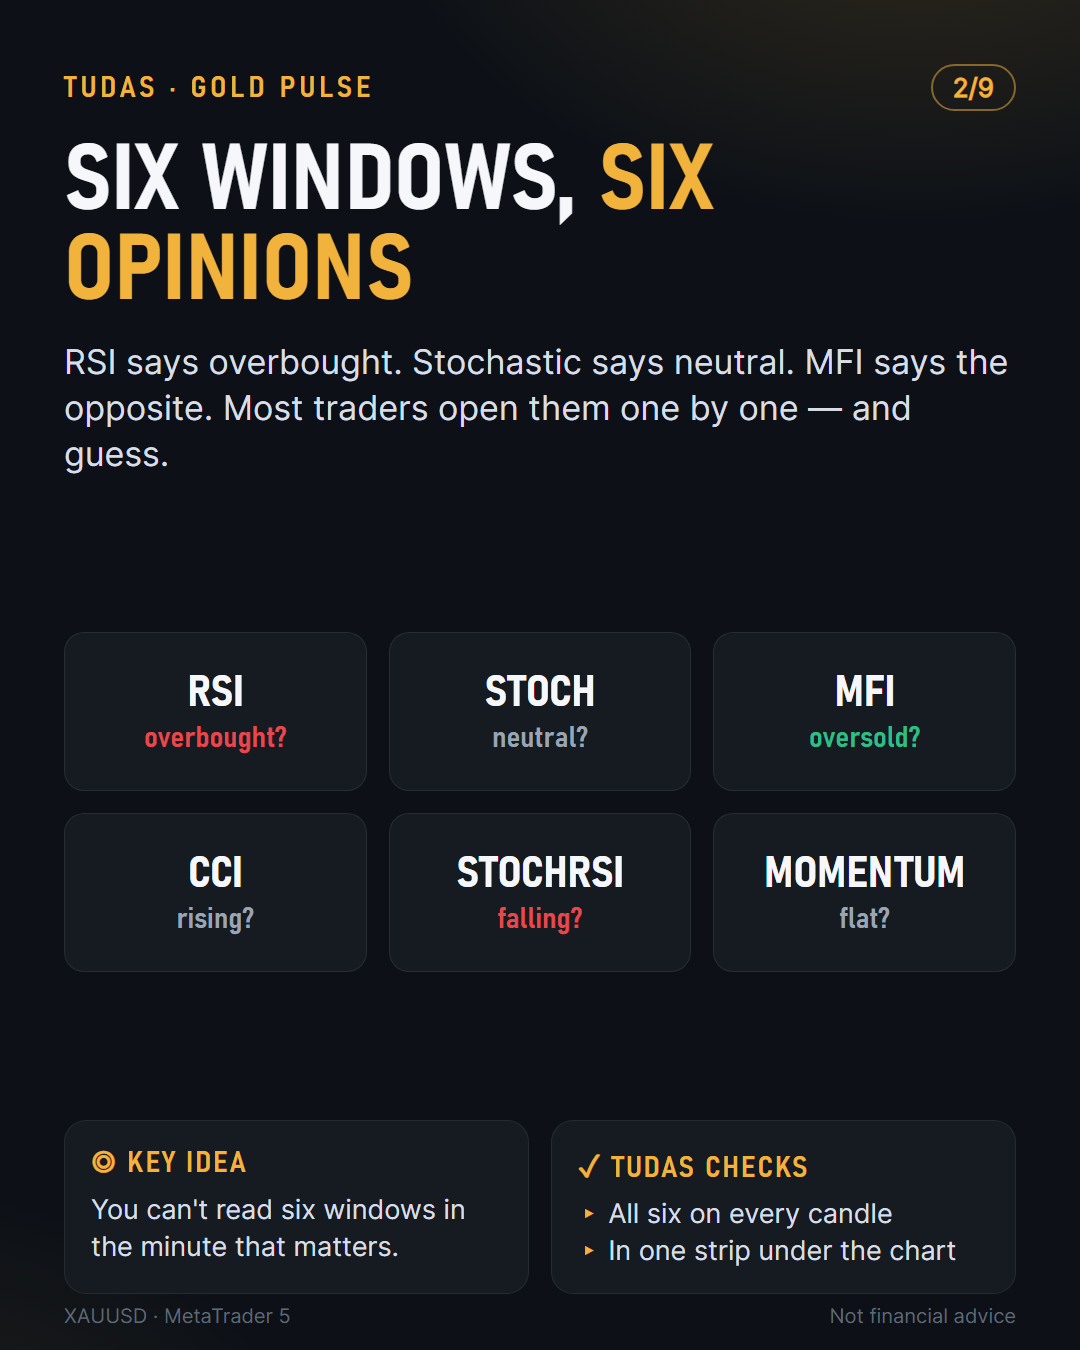 TUDAS · GOLD PULSE
2/9
SIX WINDOWS, SIX
OPINIONS
RSI says overbought. Stochastic says neutral. MFI says the
opposite. Most traders open them one by one — and
guess.
RSI
overbought?
STOCH
neutral?
MFI
oversold?
CCI
rising?
STOCHRSI
falling?
MOMENTUM
flat?
◎ KEY IDEA
You can't read six windows in
the minute that matters.
✓ TUDAS CHECKS
▸ All six on every candle
▸ In one strip under the chart
XAUUSD · MetaTrader 5
Not financial advice